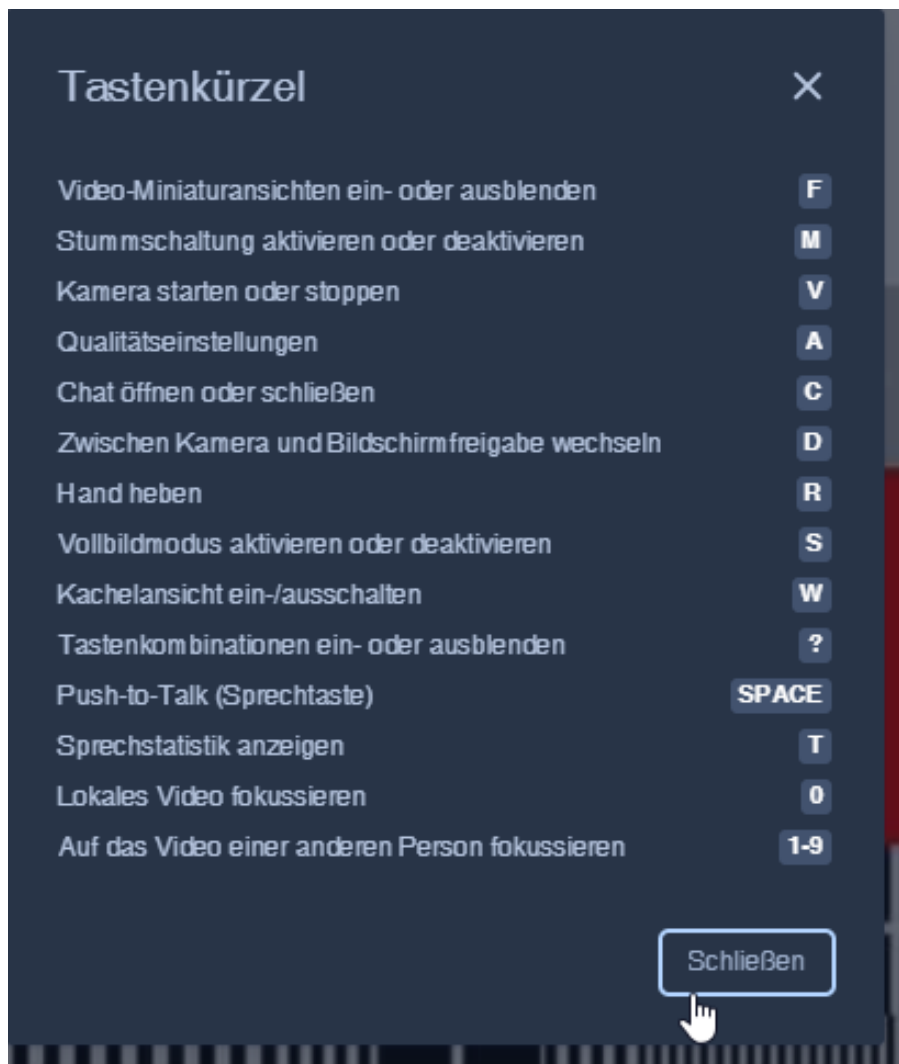 Tastenkürzel
Video-Miniaturansichten ein- oder ausblenden F
Stummschaltung aktivieren oder deaktivieren M
Kamera starten oder stoppen V
Qualitätseinstellungen A
Chat öffnen oder schließen C
Zwischen Kamera und Bildschirmfreigabe wechseln D
Hand heben R
Vollbildmodus aktivieren oder deaktivieren S
Kachelansicht ein-/ausschalten W
Tastenkombinationen ein- oder ausblenden ?
Push-to-Talk (Sprechtaste) SPACE
Sprechstatistik anzeigen T
Lokales Video fokussieren 0
Auf das Video einer anderen Person fokussieren 1-9
Schließen